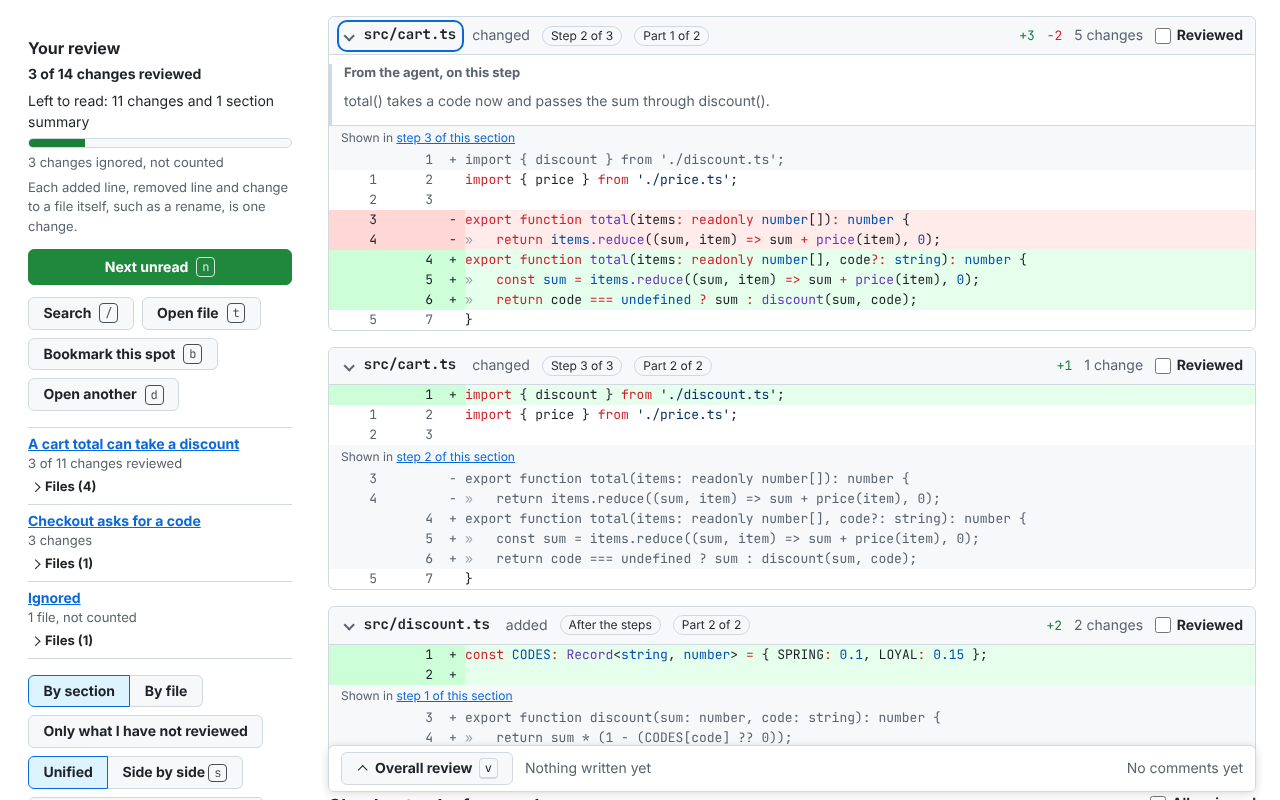 Your review
3 of 14 changes reviewed
Left to read: 11 changes and 1 section
summary
3 changes ignored, not counted
Each added line, removed line and change
to a file itself, such as a rename, is one
change.
Next unread n
Search / Open file t
Bookmark this spot b
Open another d
A cart total can take a discount
3 of 11 changes reviewed
Files (4)
Checkout asks for a code
3 changes
Files (1)
Ignored
1 file, not counted
Files (1)
By section By file
Only what I have not reviewed
Unified Side by side s
src/cart.ts changed Step 2 of 3 Part 1 of 2 +3 -2 5 changes Reviewed
From the agent, on this step
total() takes a code now and passes the sum through discount().
Shown in step 3 of this section
1 + import { discount } from './discount.ts';
1 2 import { price } from './price.ts';
2 3
3 - export function total(items: readonly number[]): number {
4 - » return items.reduce((sum, item) => sum + price(item), 0);
4 + export function total(items: readonly number[], code?: string): number {
5 + » const sum = items.reduce((sum, item) => sum + price(item), 0);
6 + » return code === undefined ? sum : discount(sum, code);
5 7 }
src/cart.ts changed Step 3 of 3 Part 2 of 2 +1 1 change Reviewed
1 + import { discount } from './discount.ts';
1 2 import { price } from './price.ts';
2 3
Shown in step 2 of this section
3 - export function total(items: readonly number[]): number {
4 - » return items.reduce((sum, item) => sum + price(item), 0);
4 + export function total(items: readonly number[], code?: string): number {
5 + » const sum = items.reduce((sum, item) => sum + price(item), 0);
6 + » return code === undefined ? sum : discount(sum, code);
5 7 }
src/discount.ts added After the steps Part 2 of 2 +2 2 changes Reviewed
1 + const CODES: Record<string, number> = { SPRING: 0.1, LOYAL: 0.15 };
2 +
Shown in step 1 of this section
3 + export function discount(sum: number, code: string): number {
4 + » return sum * (1 - (CODES[code] ?? 0));
Overall review v Nothing written yet No comments yet